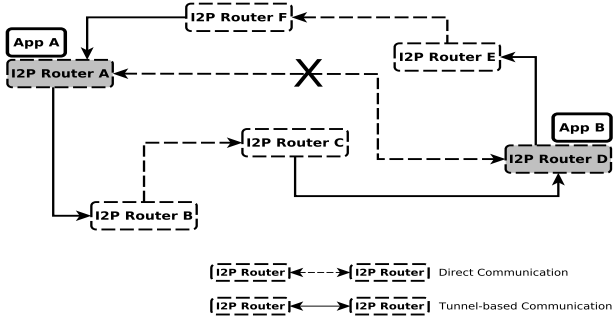 I2P Router F
App A
I2P Router E
I2P Router A
X
App B
I2P Router C
I2P Router D
I2P Router B
I2P Router I2P Router Direct Communication
I2P Router I2P Router Tunnel-based Communication